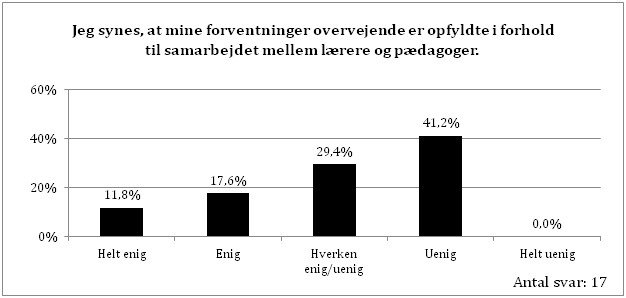 Jeg synes, at mine forventninger overvejende er opfyldte i forhold
til samarbejdet mellem lærere og pædagoger.
60%
40%
20%
0%
11,8%
17,6%
29,4%
41,2%
0,0%
Helt enig
Enig
Hverken
enig/uenig
Uenig
Helt uenig
Antal svar: 17